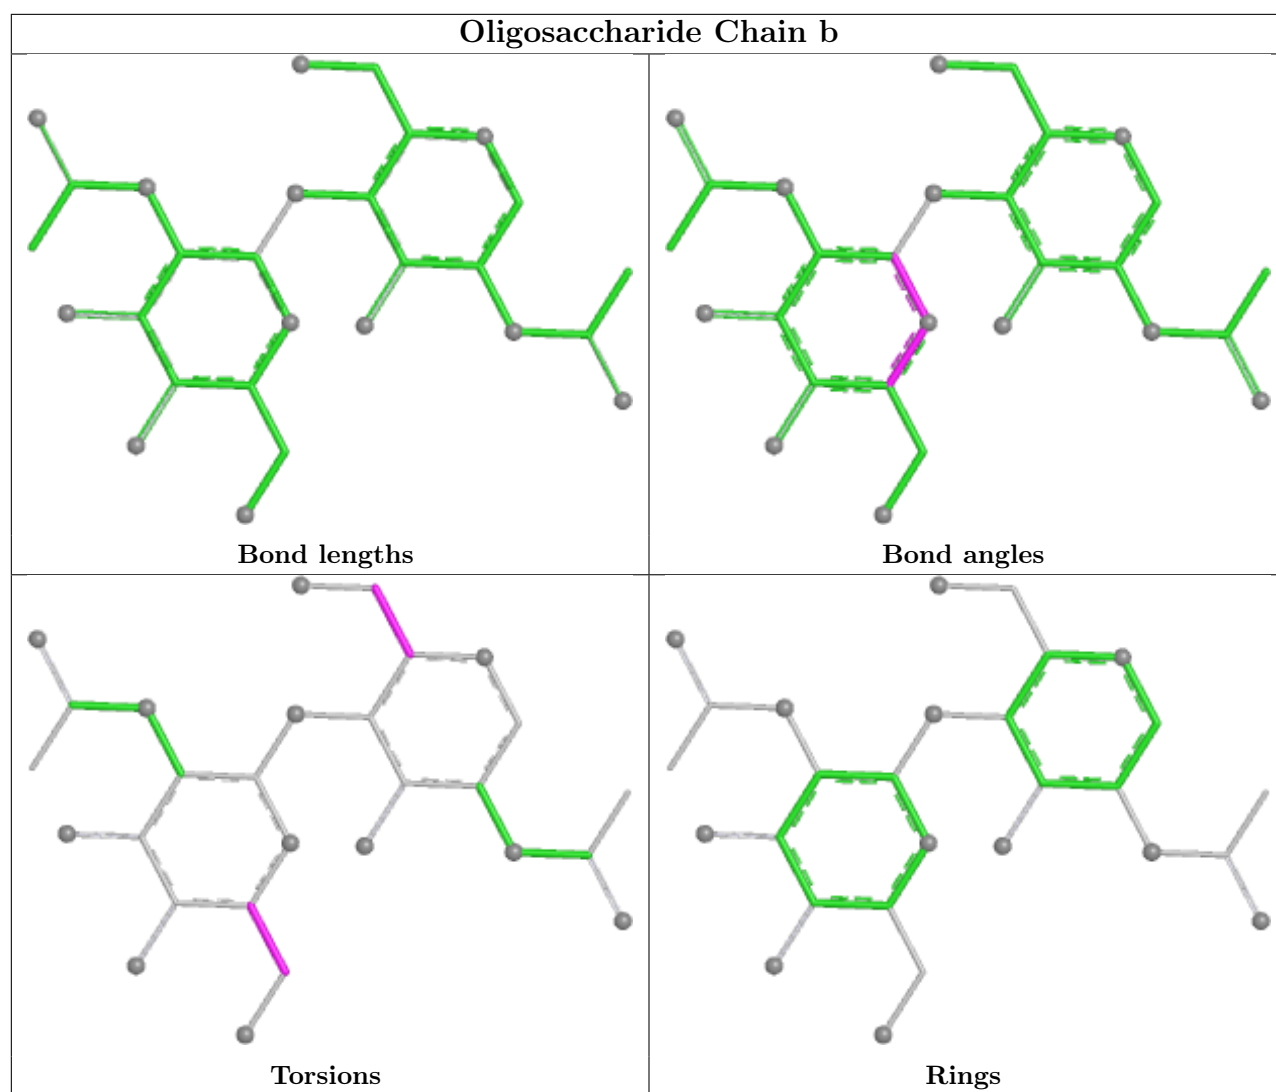 Oligosaccharide Chain b
Bond lengths
Bond angles
Torsions
Rings